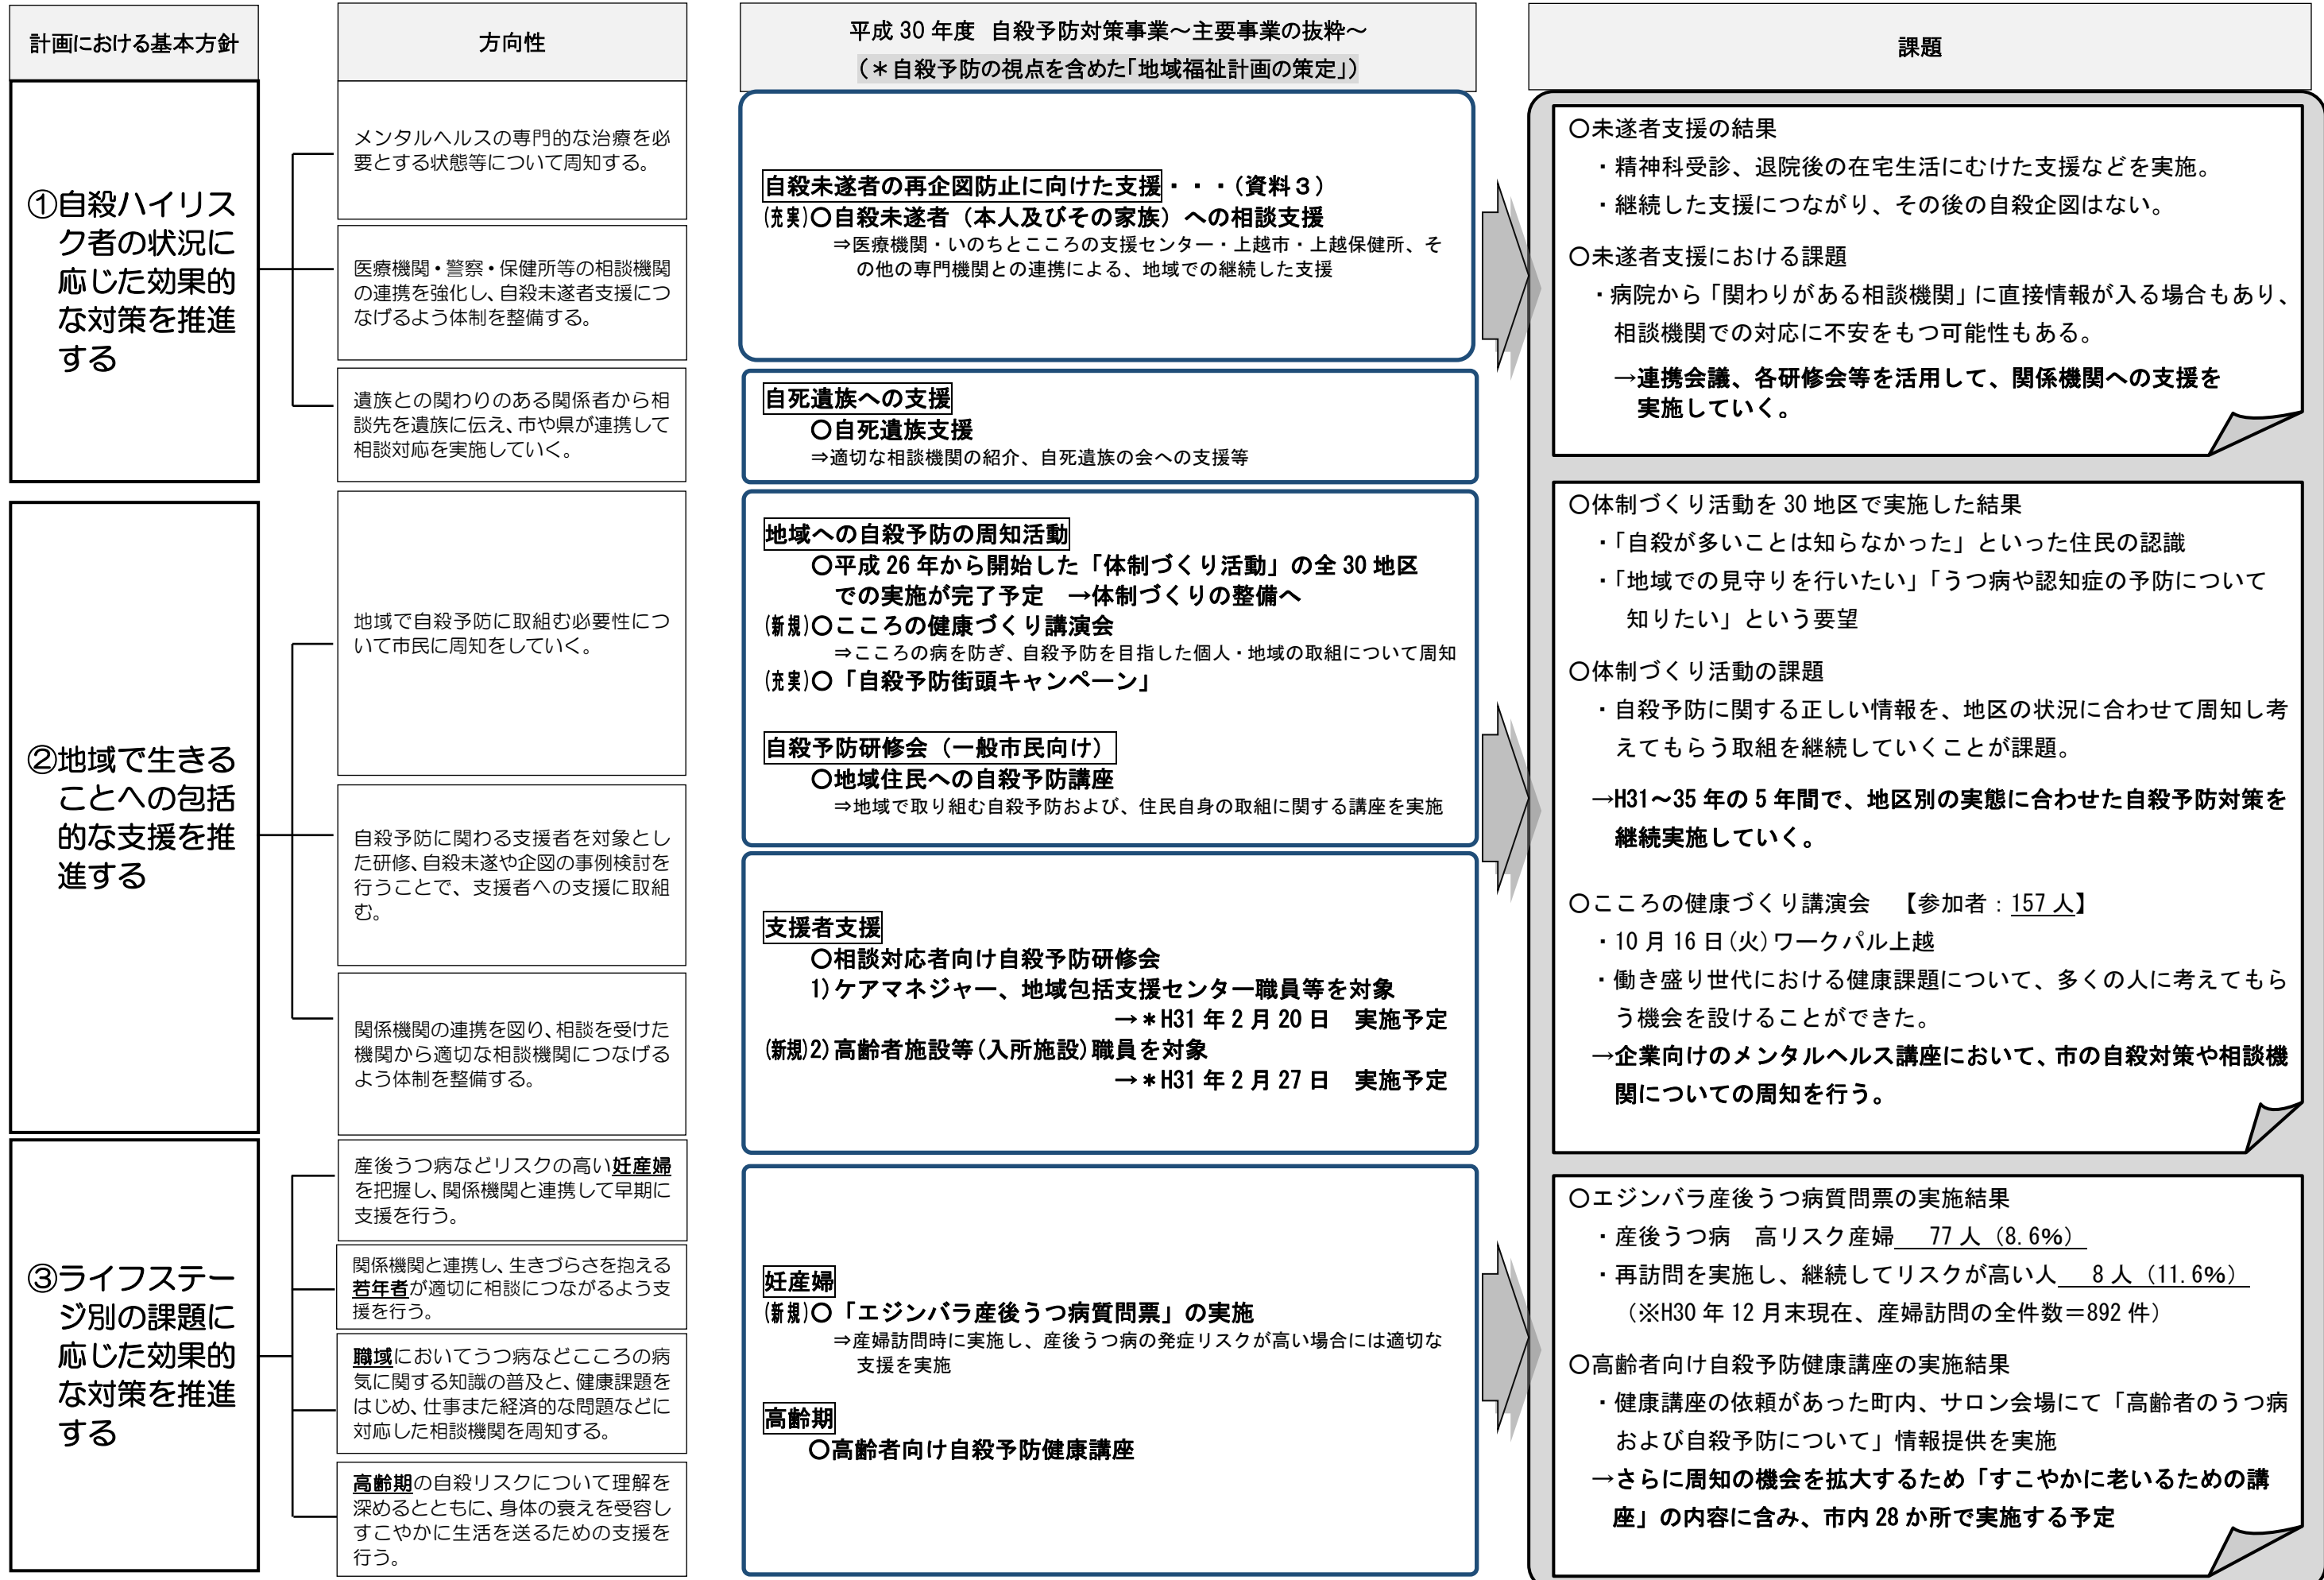 計画における基本方針
方向性
平成 30 年度　自殺予防対策事業～主要事業の抜粋～
（＊自殺予防の視点を含めた「地域福祉計画の策定」）
課題
①自殺ハイリス
ク者の状況に
応じた効果的
な対策を推進
する
メンタルヘルスの専門的な治療を必
要とする状態等について周知する。
医療機関・警察・保健所等の相談機関
の連携を強化し、自殺未遂者支援につ
なげるよう体制を整備する。
遺族との関わりのある関係者から相
談先を遺族に伝え、市や県が連携して
相談対応を実施していく。
自殺未遂者の再企図防止に向けた支援・・・（資料３）
(充実)〇自殺未遂者（本人及びその家族）への相談支援
⇒医療機関・いのちとこころの支援センター・上越市・上越保健所、そ
の他の専門機関との連携による、地域での継続した支援
自死遺族への支援
〇自死遺族支援
⇒適切な相談機関の紹介、自死遺族の会への支援等
〇未遂者支援の結果
・精神科受診、退院後の在宅生活にむけた支援などを実施。
・継続した支援につながり、その後の自殺企図はない。
〇未遂者支援における課題
・病院から「関わりがある相談機関」に直接情報が入る場合もあり、
相談機関での対応に不安をもつ可能性もある。
→連携会議、各研修会等を活用して、関係機関への支援を
実施していく。
②地域で生きる
ことへの包括
的な支援を推
進する
地域で自殺予防に取組む必要性につ
いて市民に周知をしていく。
自殺予防に関わる支援者を対象とし
た研修、自殺未遂や企図の事例検討を
行うことで、支援者への支援に取組
む。
関係機関の連携を図り、相談を受けた
機関から適切な相談機関につなげる
よう体制を整備する。
地域への自殺予防の周知活動
〇平成 26 年から開始した「体制づくり活動」の全 30 地区
での実施が完了予定　→体制づくりの整備へ
(新規)〇こころの健康づくり講演会
⇒こころの病を防ぎ、自殺予防を目指した個人・地域の取組について周知
(充実)〇「自殺予防街頭キャンペーン」
自殺予防研修会（一般市民向け）
〇地域住民への自殺予防講座
⇒地域で取り組む自殺予防および、住民自身の取組に関する講座を実施
支援者支援
〇相談対応者向け自殺予防研修会
1)ケアマネジャー、地域包括支援センター職員等を対象
→＊H31 年 2 月 20 日　実施予定
(新規)2)高齢者施設等(入所施設)職員を対象
→＊H31 年 2 月 27 日　実施予定
〇体制づくり活動を 30 地区で実施した結果
・「自殺が多いことは知らなかった」といった住民の認識
・「地域での見守りを行いたい」「うつ病や認知症の予防について
知りたい」という要望
〇体制づくり活動の課題
・自殺予防に関する正しい情報を、地区の状況に合わせて周知し考
えてもらう取組を継続していくことが課題。
→H31～35 年の 5 年間で、地区別の実態に合わせた自殺予防対策を
継続実施していく。
〇こころの健康づくり講演会　【参加者：157 人】
・10 月 16 日(火)ワークパル上越
・働き盛り世代における健康課題について、多くの人に考えてもら
う機会を設けることができた。
→企業向けのメンタルヘルス講座において、市の自殺対策や相談機
関についての周知を行う。
③ライフステー
ジ別の課題に
応じた効果的
な対策を推進
する
産後うつ病などリスクの高い妊産婦
を把握し、関係機関と連携して早期に
支援を行う。
関係機関と連携し、生きづらさを抱える
若年者が適切に相談につながるよう支
援を行う。
職域においてうつ病などこころの病
気に関する知識の普及と、健康課題を
はじめ、仕事また経済的な問題などに
対応した相談機関を周知する。
高齢期の自殺リスクについて理解を
深めるとともに、身体の衰えを受容し
すこやかに生活を送るための支援を
行う。
妊産婦
(新規)〇「エジンバラ産後うつ病質問票」の実施
⇒産婦訪問時に実施し、産後うつ病の発症リスクが高い場合には適切な
支援を実施
高齢期
〇高齢者向け自殺予防健康講座
〇エジンバラ産後うつ病質問票の実施結果
・産後うつ病　高リスク産婦　77 人（8.6%）
・再訪問を実施し、継続してリスクが高い人　8 人（11.6%）
（※H30 年 12 月末現在、産婦訪問の全件数＝892 件）
〇高齢者向け自殺予防健康講座の実施結果
・健康講座の依頼があった町内、サロン会場にて「高齢者のうつ病
および自殺予防について」情報提供を実施
→さらに周知の機会を拡大するため「すこやかに老いるための講
座」の内容に含み、市内 28 か所で実施する予定